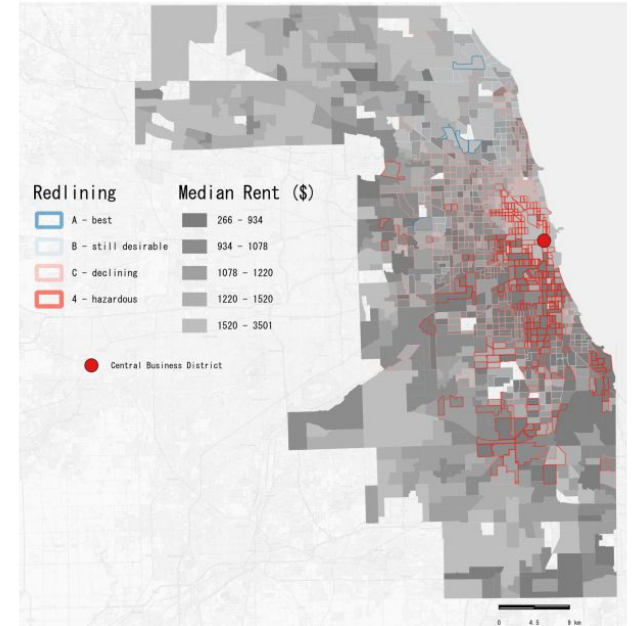 Redlining
A - best
B - still desirable
C - declining
4 - hazardous
Median Rent ($)
266 - 934
934 - 1078
1078 - 1220
1220 - 1520
1520 - 3501
Central Business District
0 4.5 9 km